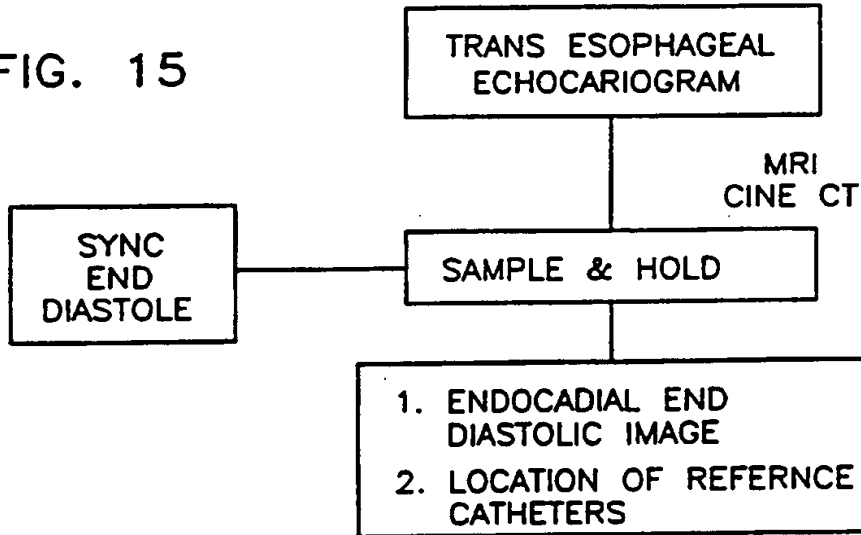 FIG. 15
TRANS ESOPHAGEAL
ECHOCARIOGRAM
MRI
CINE CT
SYNC
END
DIASTOLE
SAMPLE & HOLD
1. ENDOCADIAL END
DIASTOLIC IMAGE
2. LOCATION OF REFERNCE
CATHETERS